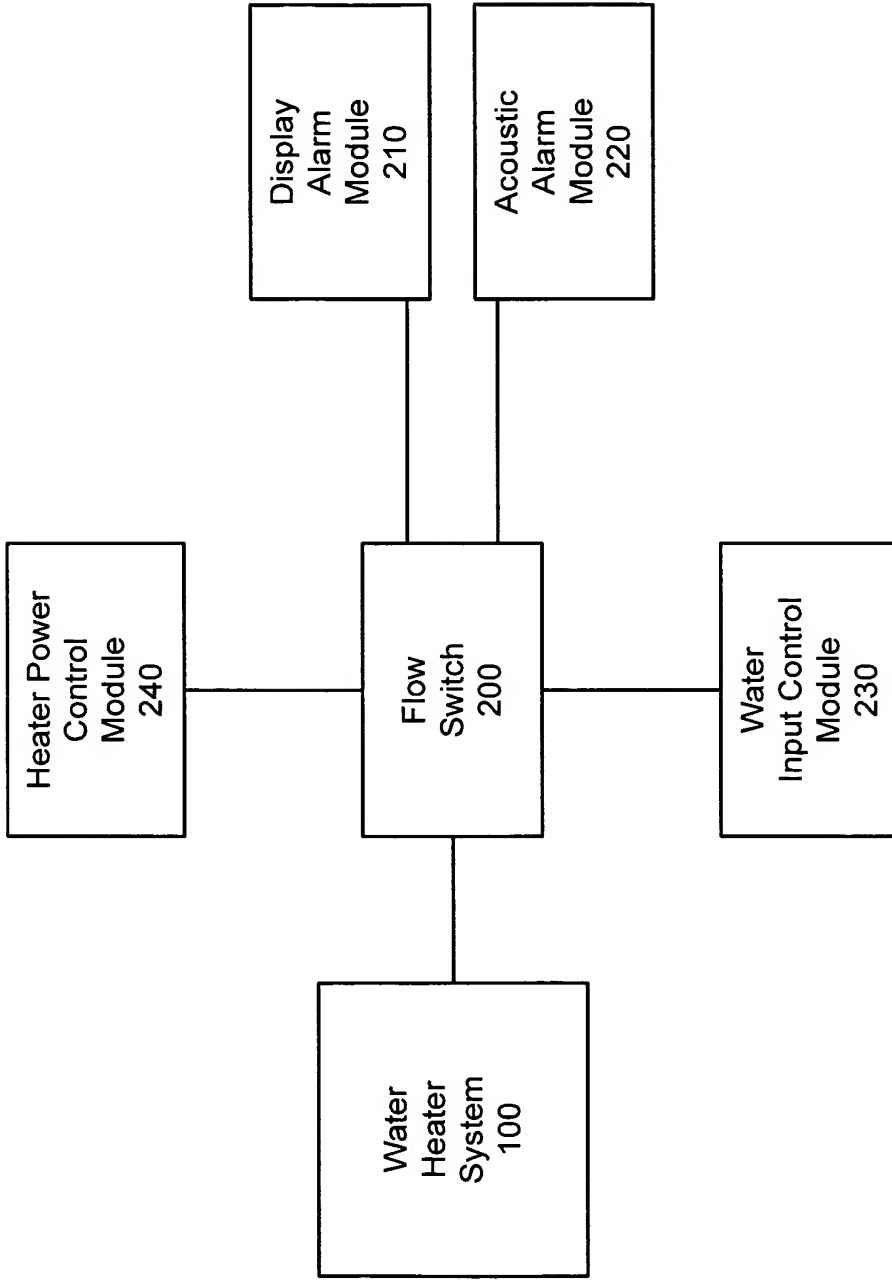 Heater Power
Control
Module
240
Display
Alarm
Module
210
Water
Heater
System
100
Flow
Switch
200
Acoustic
Alarm
Module
220
Water
Input Control
Module
230